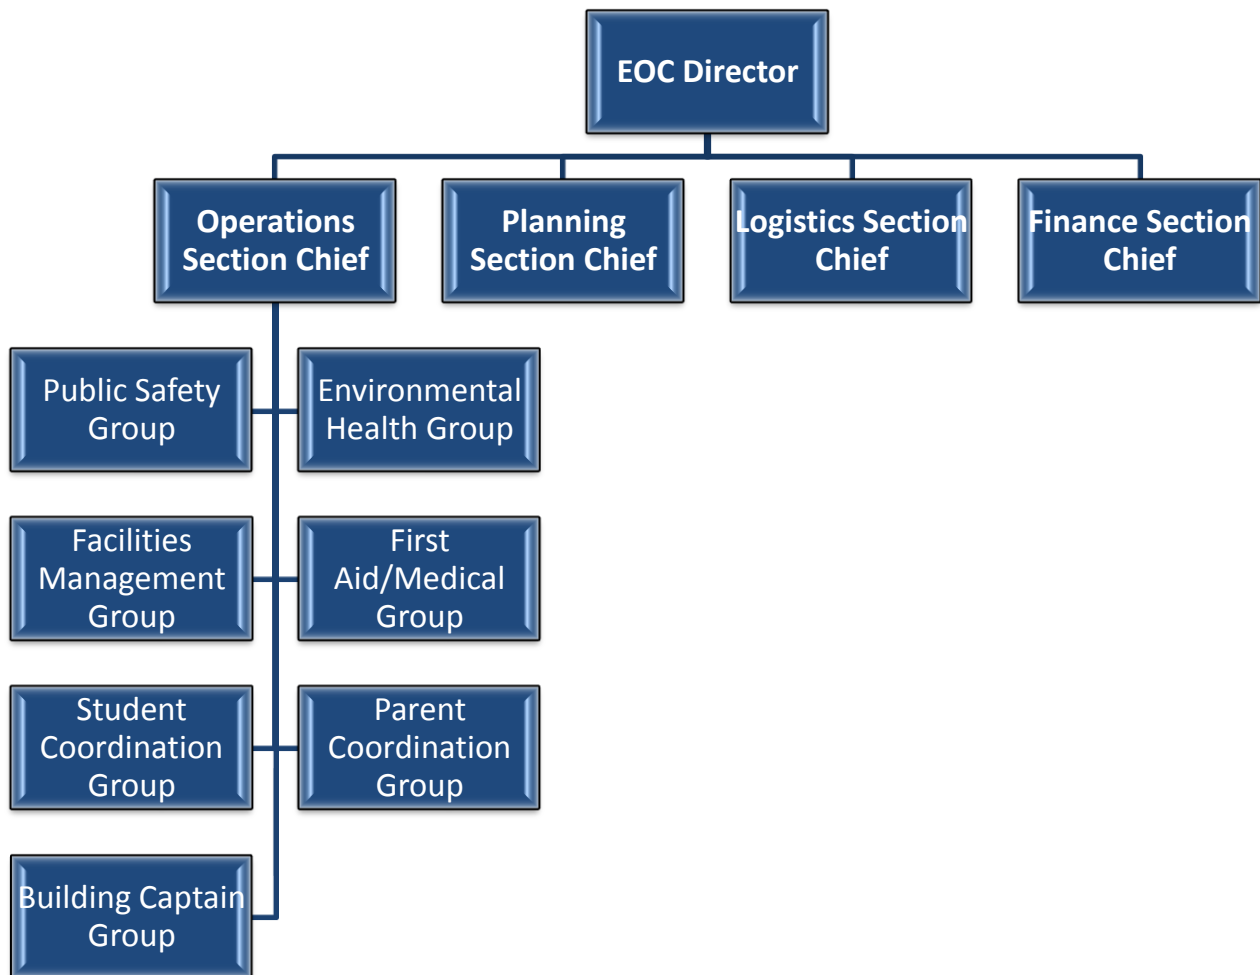 EOC Director
Operations
Section Chief
Planning
Section Chief
Logistics Section
Chief
Finance Section
Chief
Public Safety
Group
Environmental
Health Group
Facilities
Management
Group
First
Aid/Medical
Group
Student
Coordination
Group
Parent
Coordination
Group
Building Captain
Group